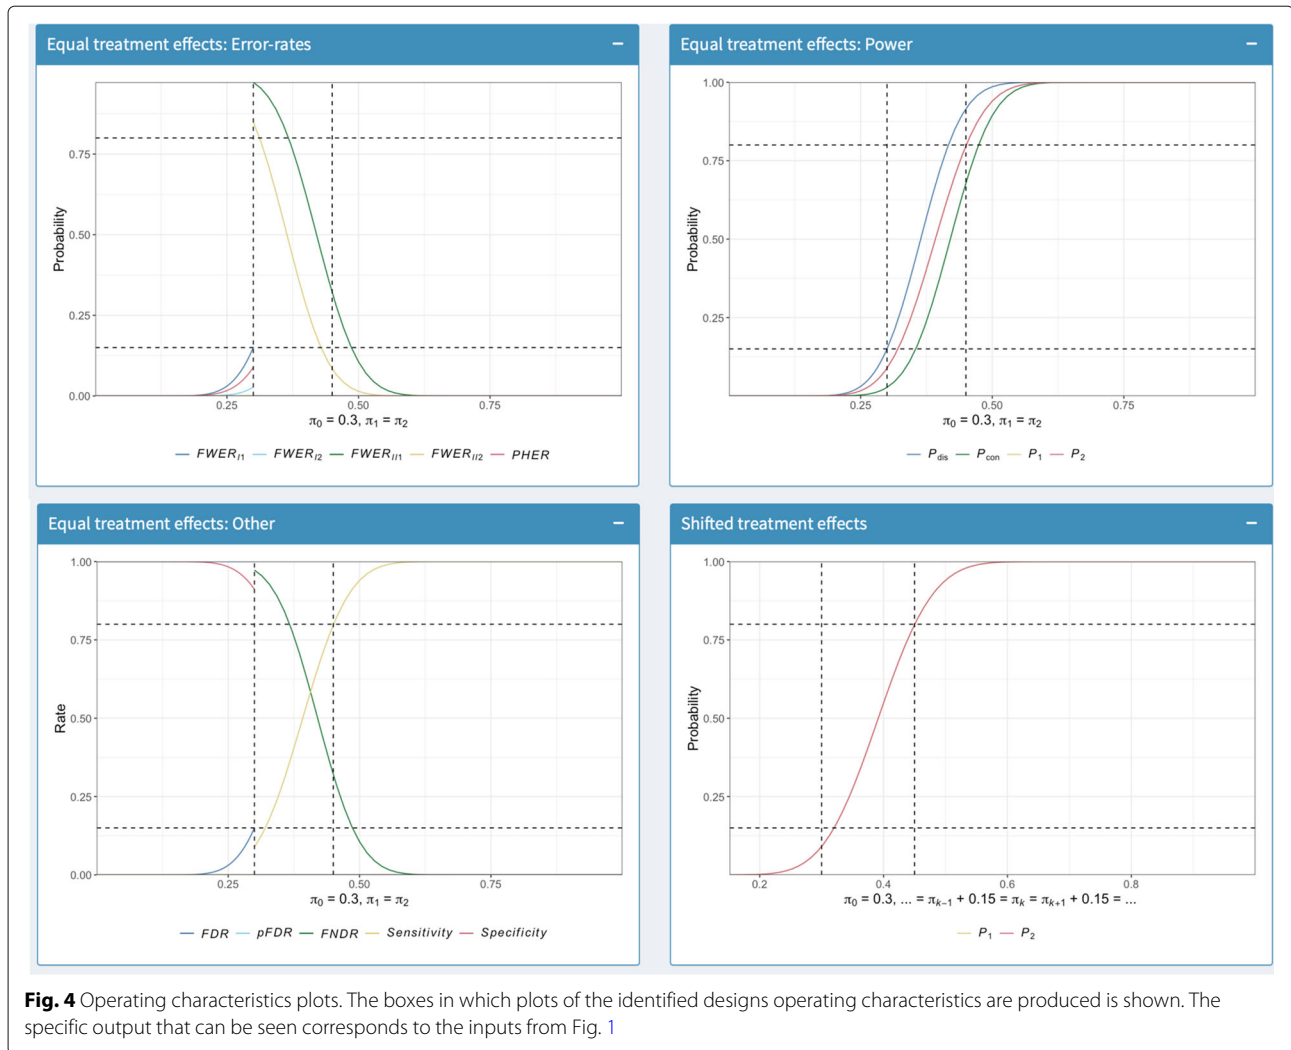 Equal treatment effects: Error-rates –
1.00
0.75
0.50
0.25
0.00
Probability
0.25 0.50 0.75
π0 = 0.3, π1 = π2
FWERI1 FWERI2 FWERII1 FWERII2 PHER
Equal treatment effects: Power –
1.00
0.75
0.50
0.25
Probability
0.25 0.50 0.75
π0 = 0.3, π1 = π2
Pdis Pcon P1 P2
Equal treatment effects: Other –
1.00
0.75
0.50
0.25
0.00
Rate
0.25 0.50 0.75
π0 = 0.3, π1 = π2
FDR pFDR FNDR Sensitivity Specificity
Shifted treatment effects –
1.00
0.75
0.50
0.25
0.00
Probability
0.2 0.4 0.6 0.8
π0 = 0.3, ... = πk−1 + 0.15 = πk = πk+1 + 0.15 = ...
P1 P2
Fig. 4 Operating characteristics plots. The boxes in which plots of the identified designs operating characteristics are produced is shown. The
specific output that can be seen corresponds to the inputs from Fig. 1